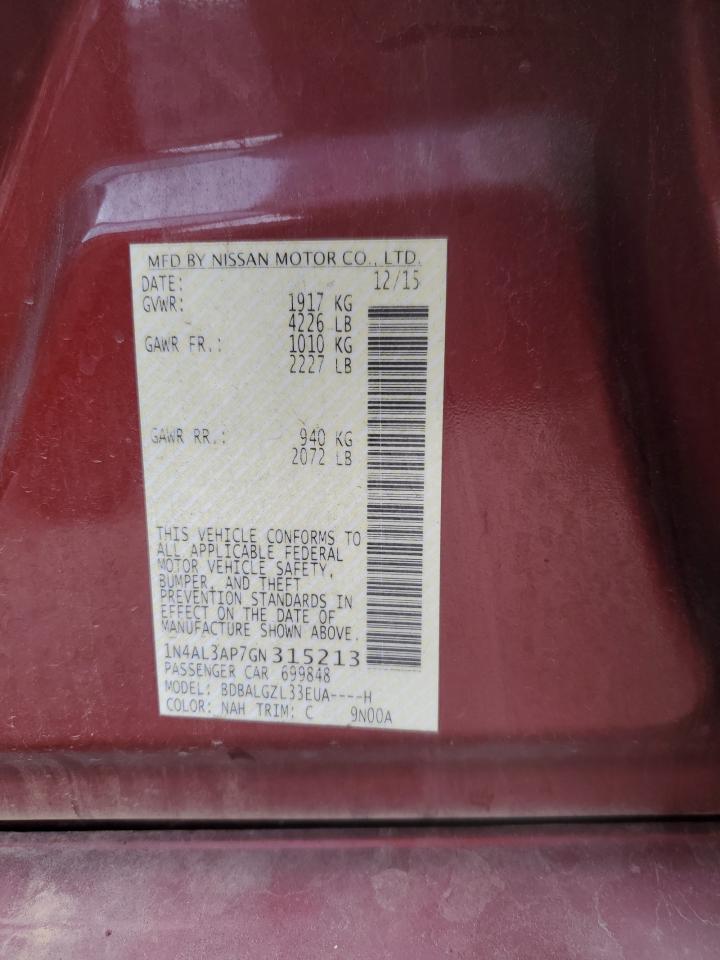 MFD BY NISSAN MOTOR CO., LTD.
DATE: 12/15
GVWR: 1917 KG
4226 LB
GAWR FR.: 1010 KG
2227 LB
GAWR RR.: 940 KG
2072 LB
THIS VEHICLE CONFORMS TO
ALL APPLICABLE FEDERAL
MOTOR VEHICLE SAFETY,
BUMPER, AND THEFT
PREVENTION STANDARDS IN
EFFECT ON THE DATE OF
MANUFACTURE SHOWN ABOVE.
1N4AL3AP7GN315213
PASSENGER CAR 699848
MODEL: BDBALGZL33EUA----H
COLOR: NAH TRIM: C 9N00A